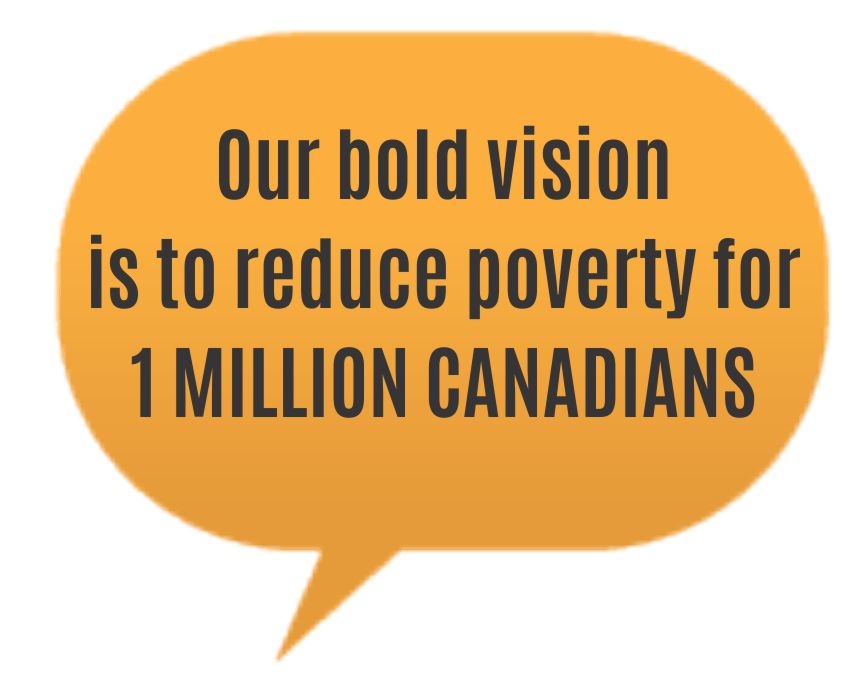 Our bold vision
is to reduce poverty for
1 MILLION CANADIANS